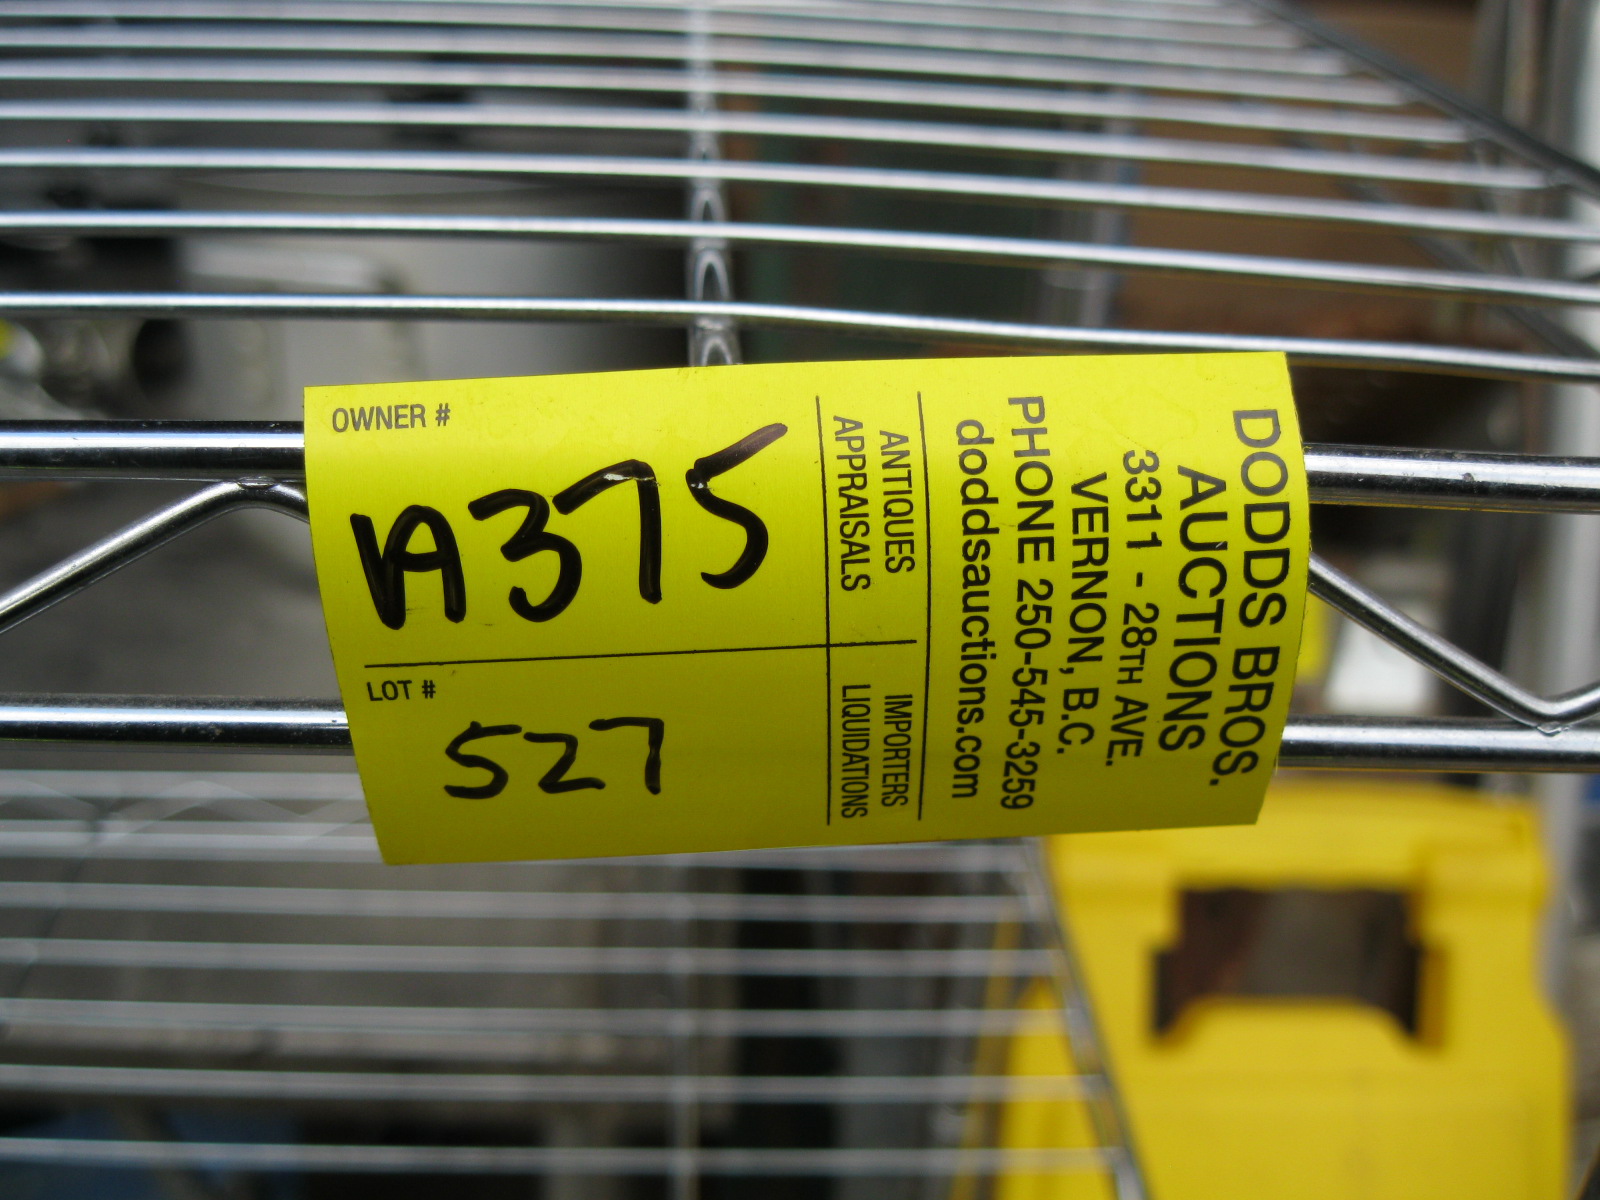 OWNER #
A375
LOT #
527
DODDS BROS.
AUCTIONS
3311 - 28TH AVE.
VERNON, B.C.
PHONE 250-545-3259
doddsauctions.com
ANTIQUES
APPRAISALS
IMPORTERS
LIQUIDATIONS